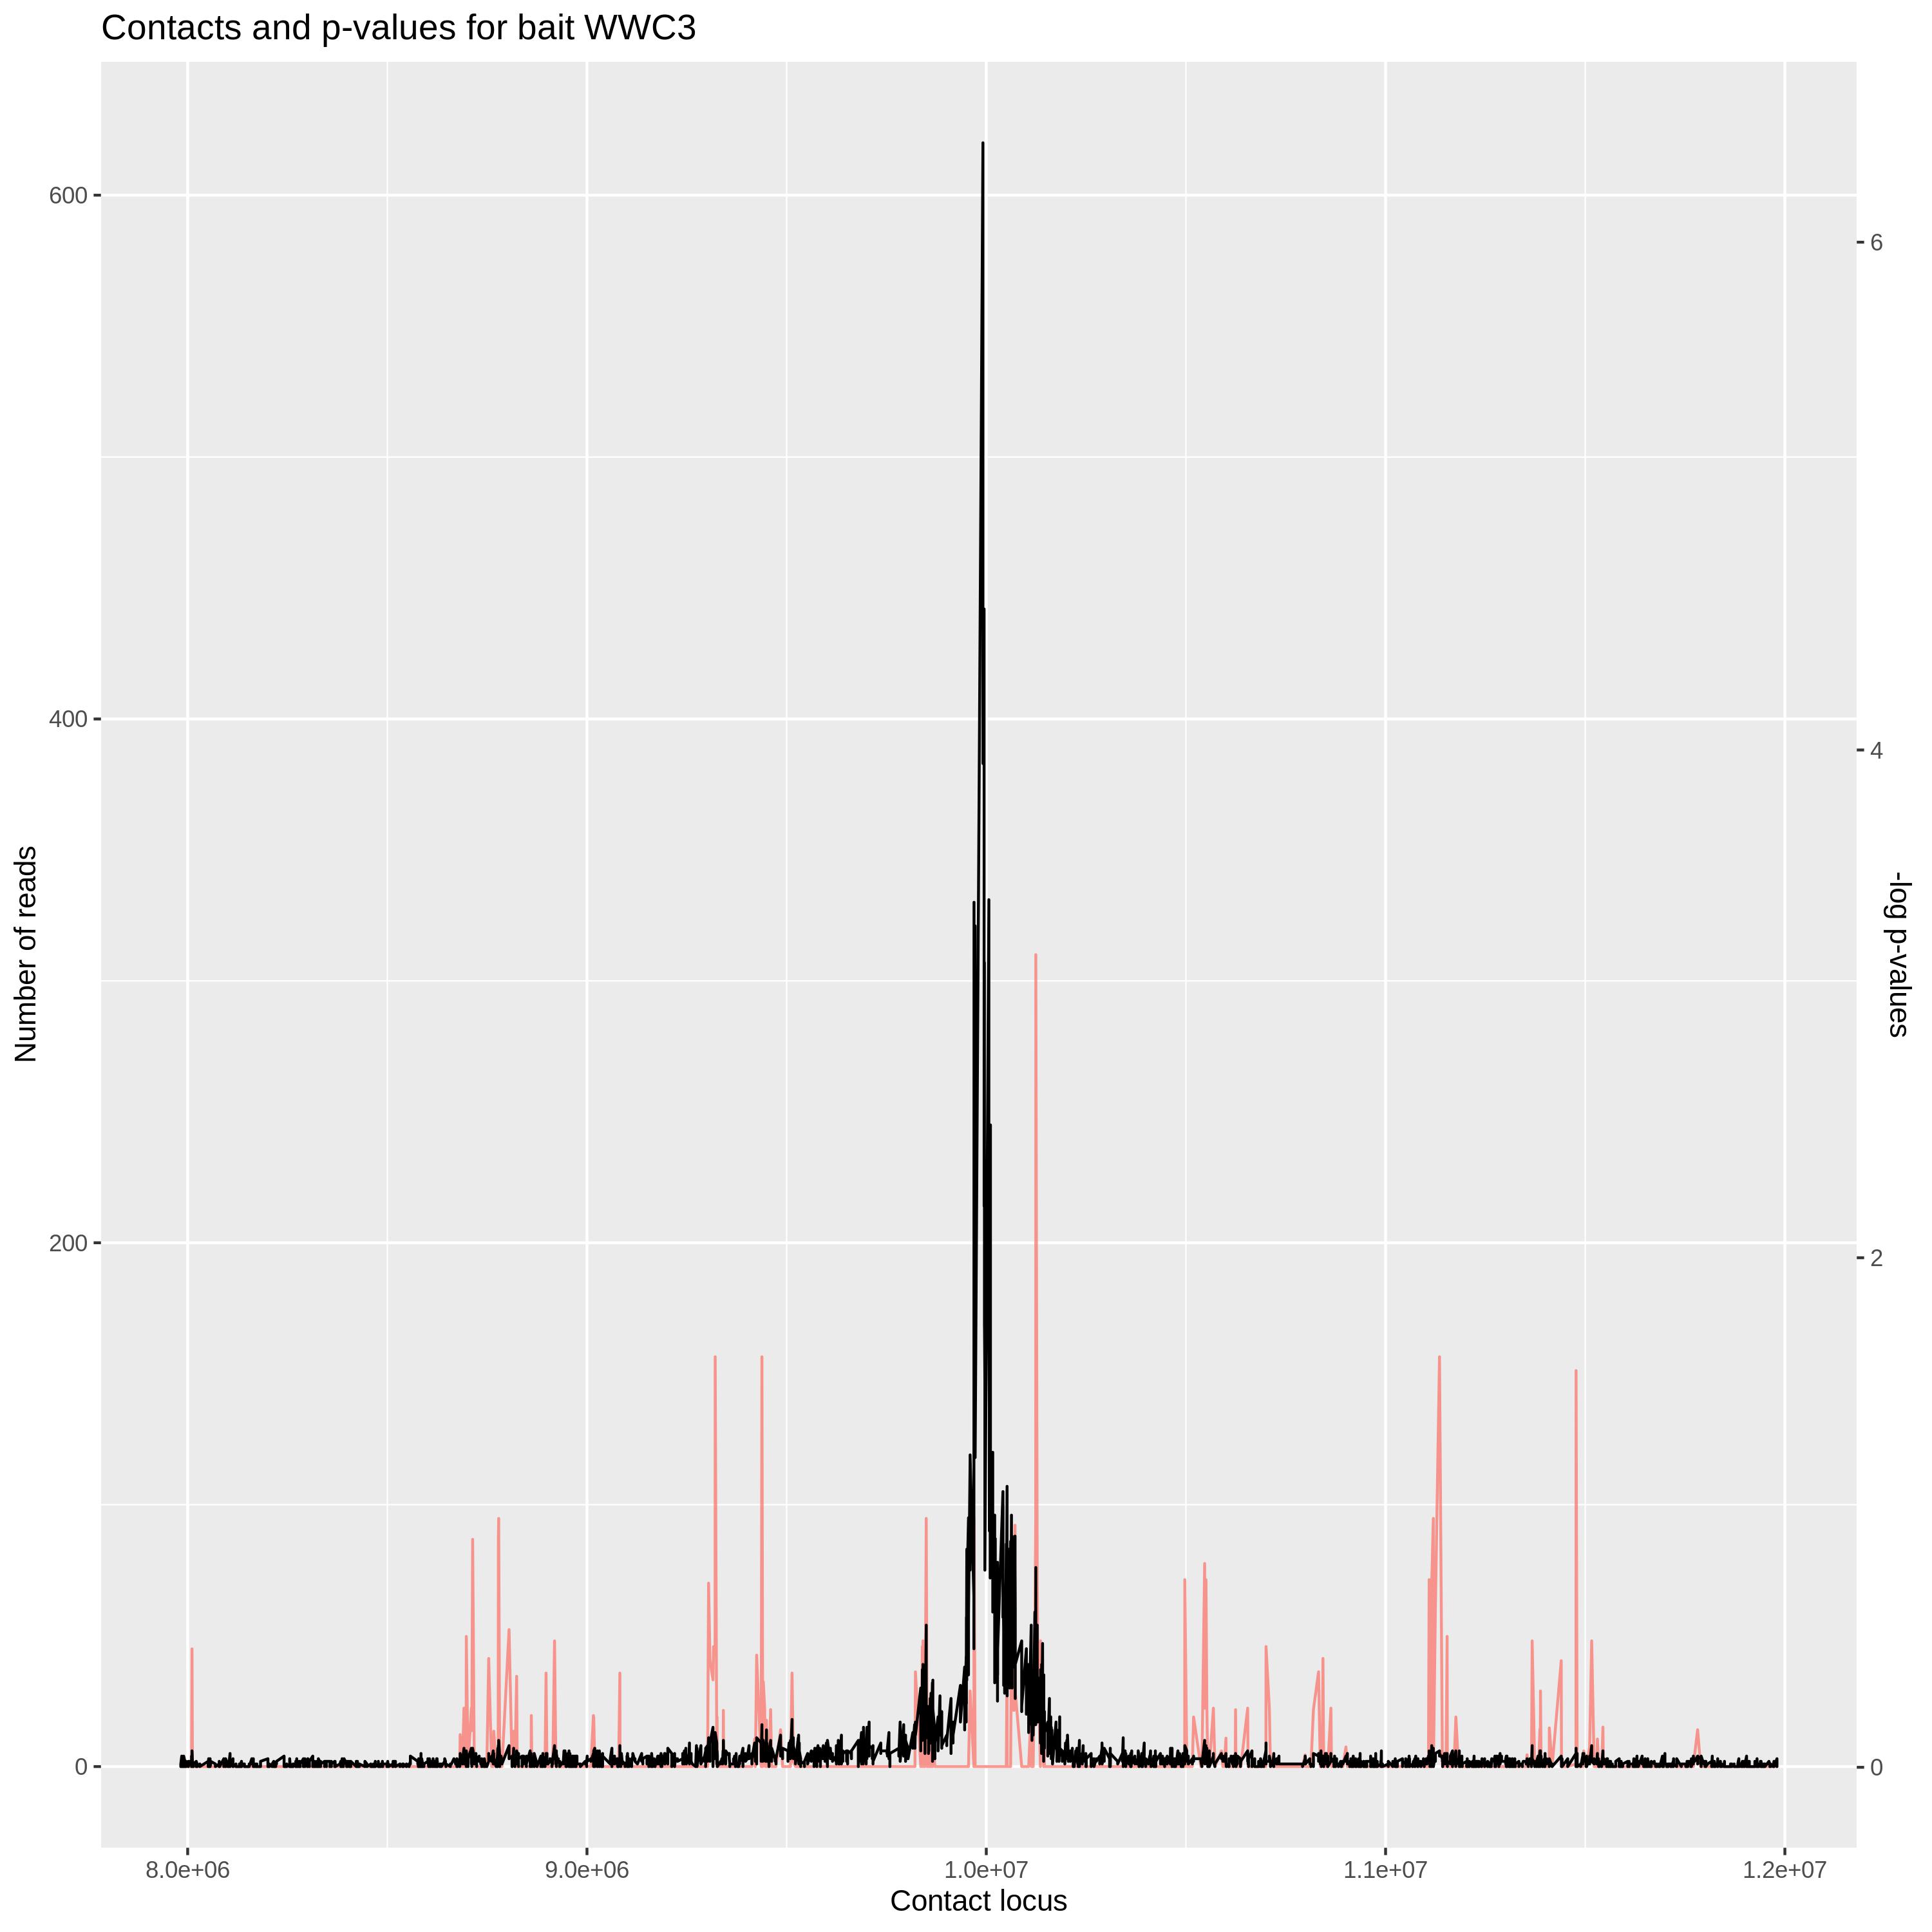 Contacts and p-values for bait WWC3
600
400
200
0
Number of reads
6
4
2
0
-log p-values
8.0e+06 9.0e+06 1.0e+07 1.1e+07 1.2e+07
Contact locus